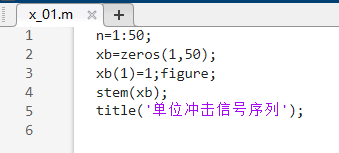 x_01.m × +
1 n=1:50;
2 xb=zeros(1,50);
3 xb(1)=1;figure;
4 stem(xb);
5 title('单位冲击信号序列');
6